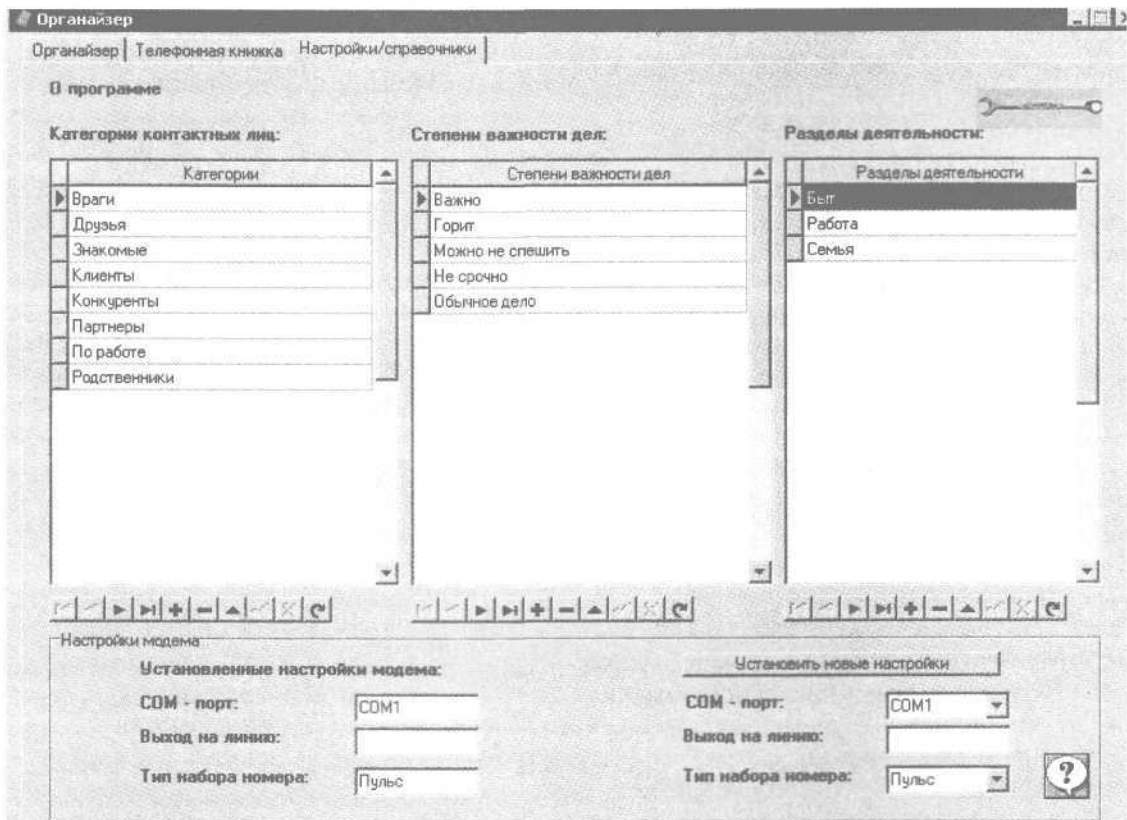 Органайзер
Органайзер Телефонная книжка Настройки/справочники
О программе
Категории контактных лиц:
Категории
Враги
Друзья
Знакомые
Клиенты
Конкуренты
Партнеры
По работе
Родственники
Степени важности дел:
Степени важности дел
Важно
Горит
Можно не спешить
Не срочно
Обычное дело
Разделы деятельности:
Разделы деятельности
Быт
Работа
Семья
Настройки модема
Установленные настройки модема:
COM - порт:
COM1
Выход на линию:
Тип набора номера:
Пульс
Установить новые настройки
COM - порт:
COM1
Выход на линию:
Тип набора номера:
Пульс
?